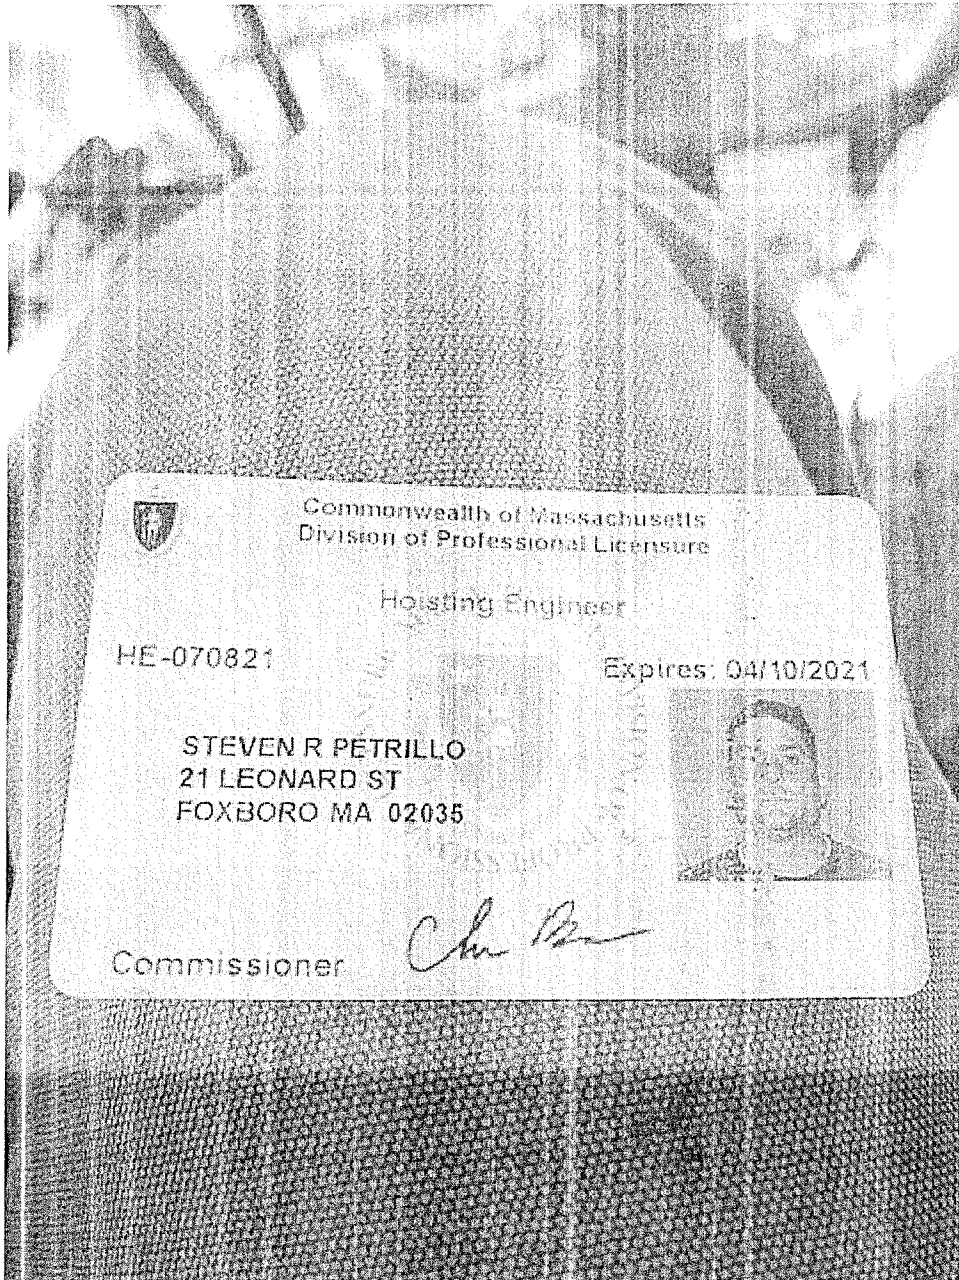 Commonwealth of Massachusetts
Division of Professional Licensure
Hoisting Engineer
HE-070821
Expires: 04/10/2021
STEVEN R PETRILLO
21 LEONARD ST
FOXBORO MA 02035
Commissioner